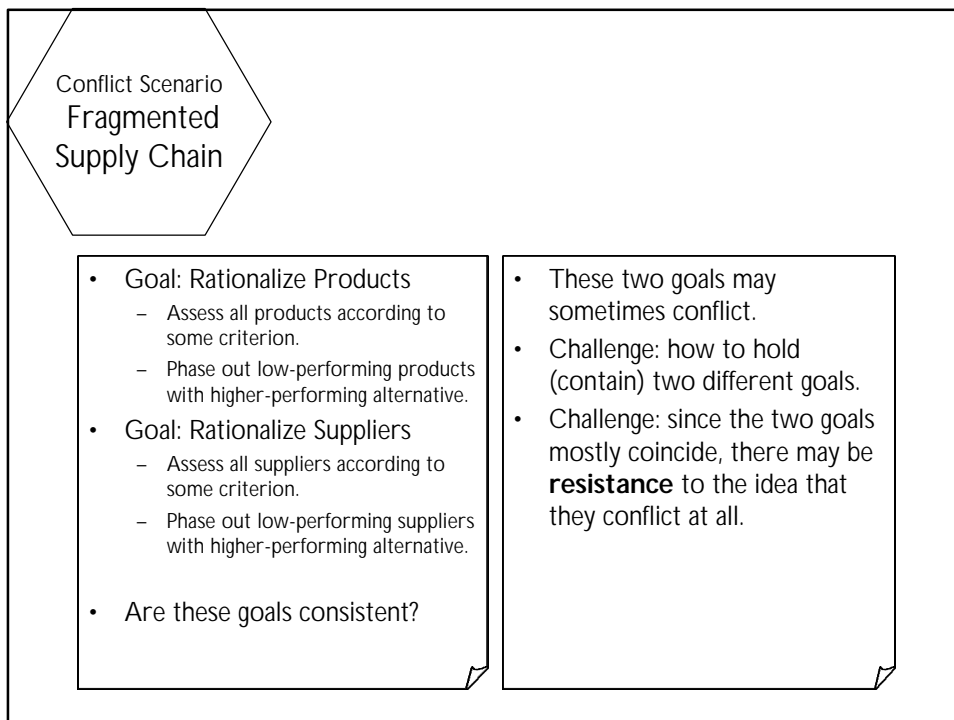 Conflict Scenario
Fragmented
Supply Chain
• Goal: Rationalize Products
– Assess all products according to
some criterion.
– Phase out low-performing products
with higher-performing alternative.
• Goal: Rationalize Suppliers
– Assess all suppliers according to
some criterion.
– Phase out low-performing suppliers
with higher-performing alternative.
• Are these goals consistent?
• These two goals may
sometimes conflict.
• Challenge: how to hold
(contain) two different goals.
• Challenge: since the two goals
mostly coincide, there may be
resistance to the idea that
they conflict at all.